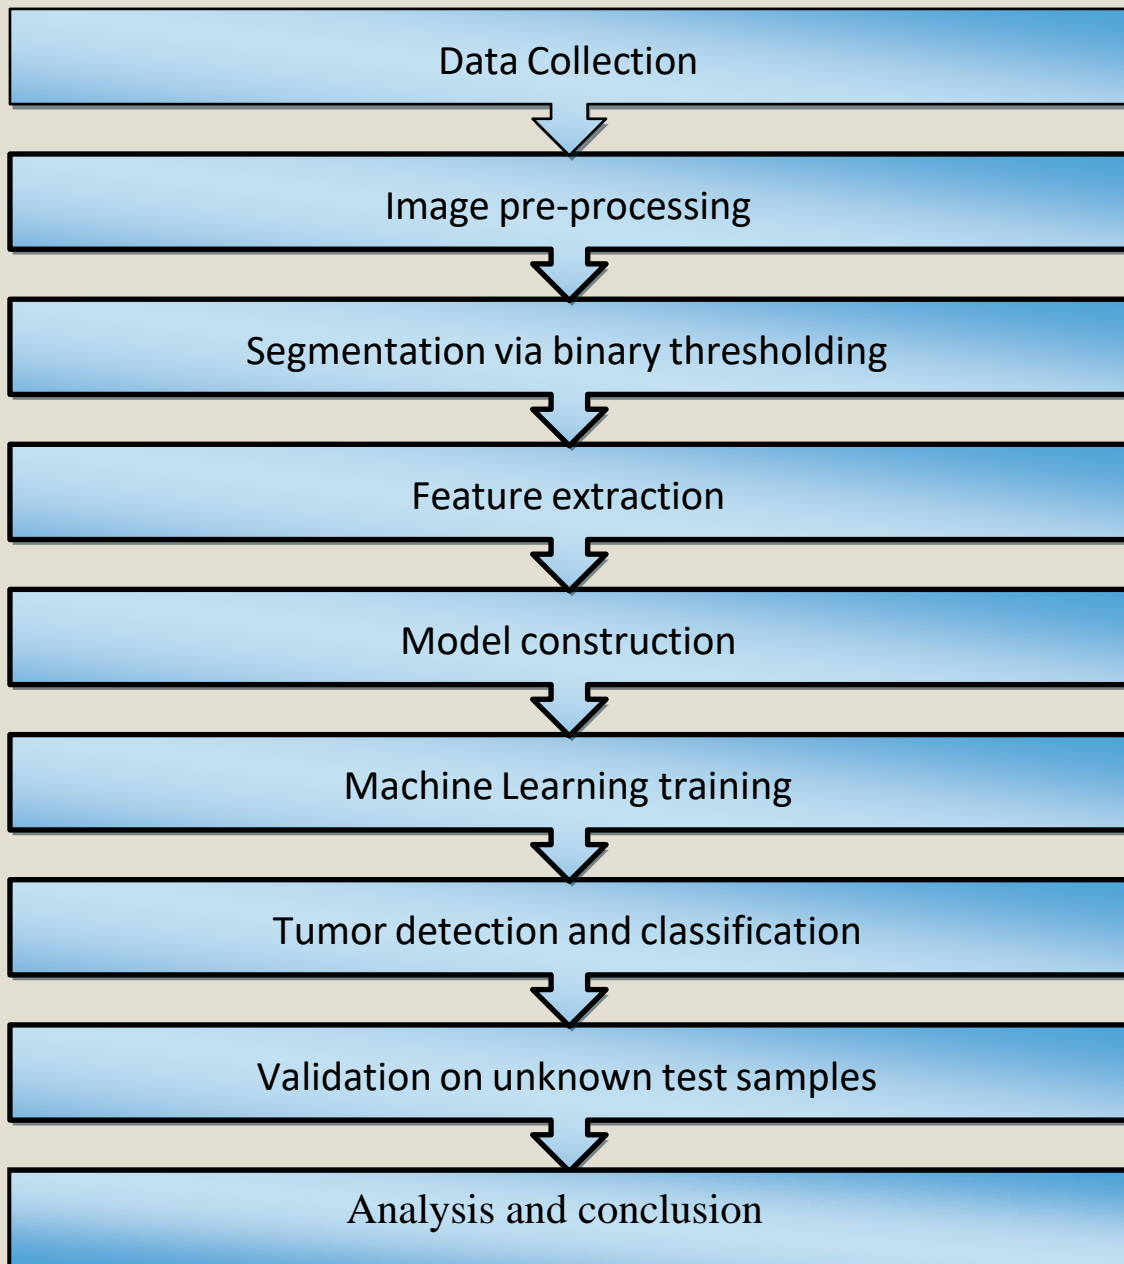 Data Collection
Image pre-processing
Segmentation via binary thresholding
Feature extraction
Model construction
Machine Learning training
Tumor detection and classification
Validation on unknown test samples
Analysis and conclusion